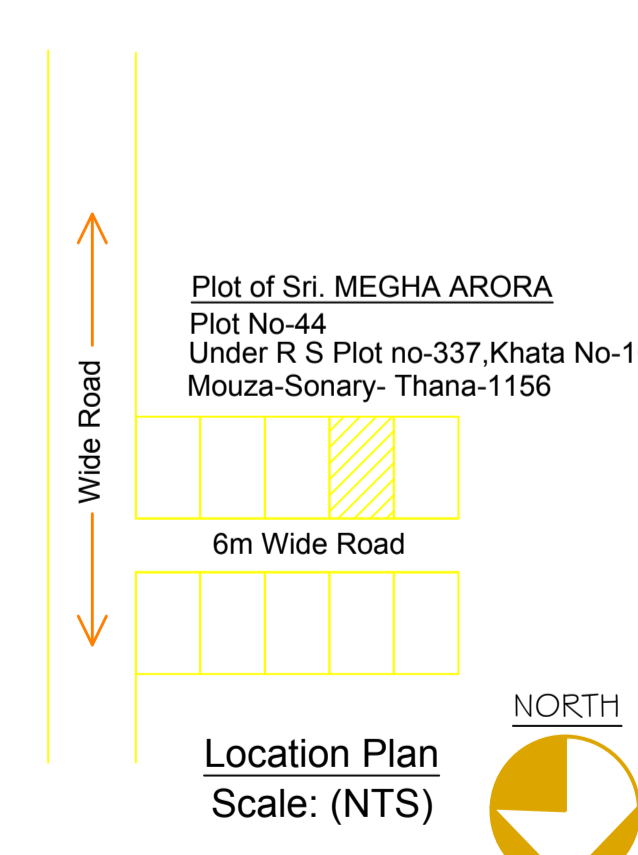 Plot of Sri. MEGHA ARORA
Plot No-44
Under R S Plot no-337,Khata No-1
Mouza-Sonary- Thana-1156
Wide Road
6m Wide Road
NORTH
Location Plan
Scale: (NTS)